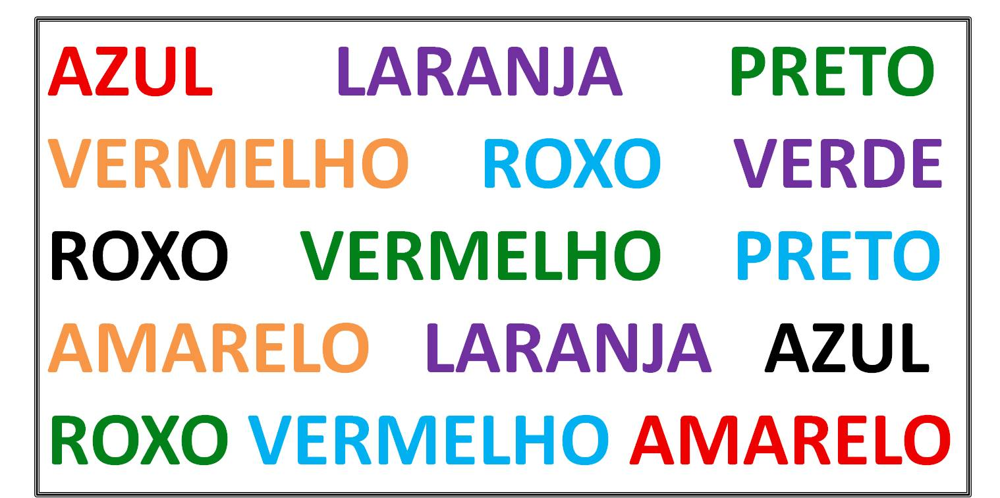 AZUL LARANJA PRETO
VERMELHO ROXO VERDE
ROXO VERMELHO PRETO
AMARELO LARANJA AZUL
ROXO VERMELHO AMARELO